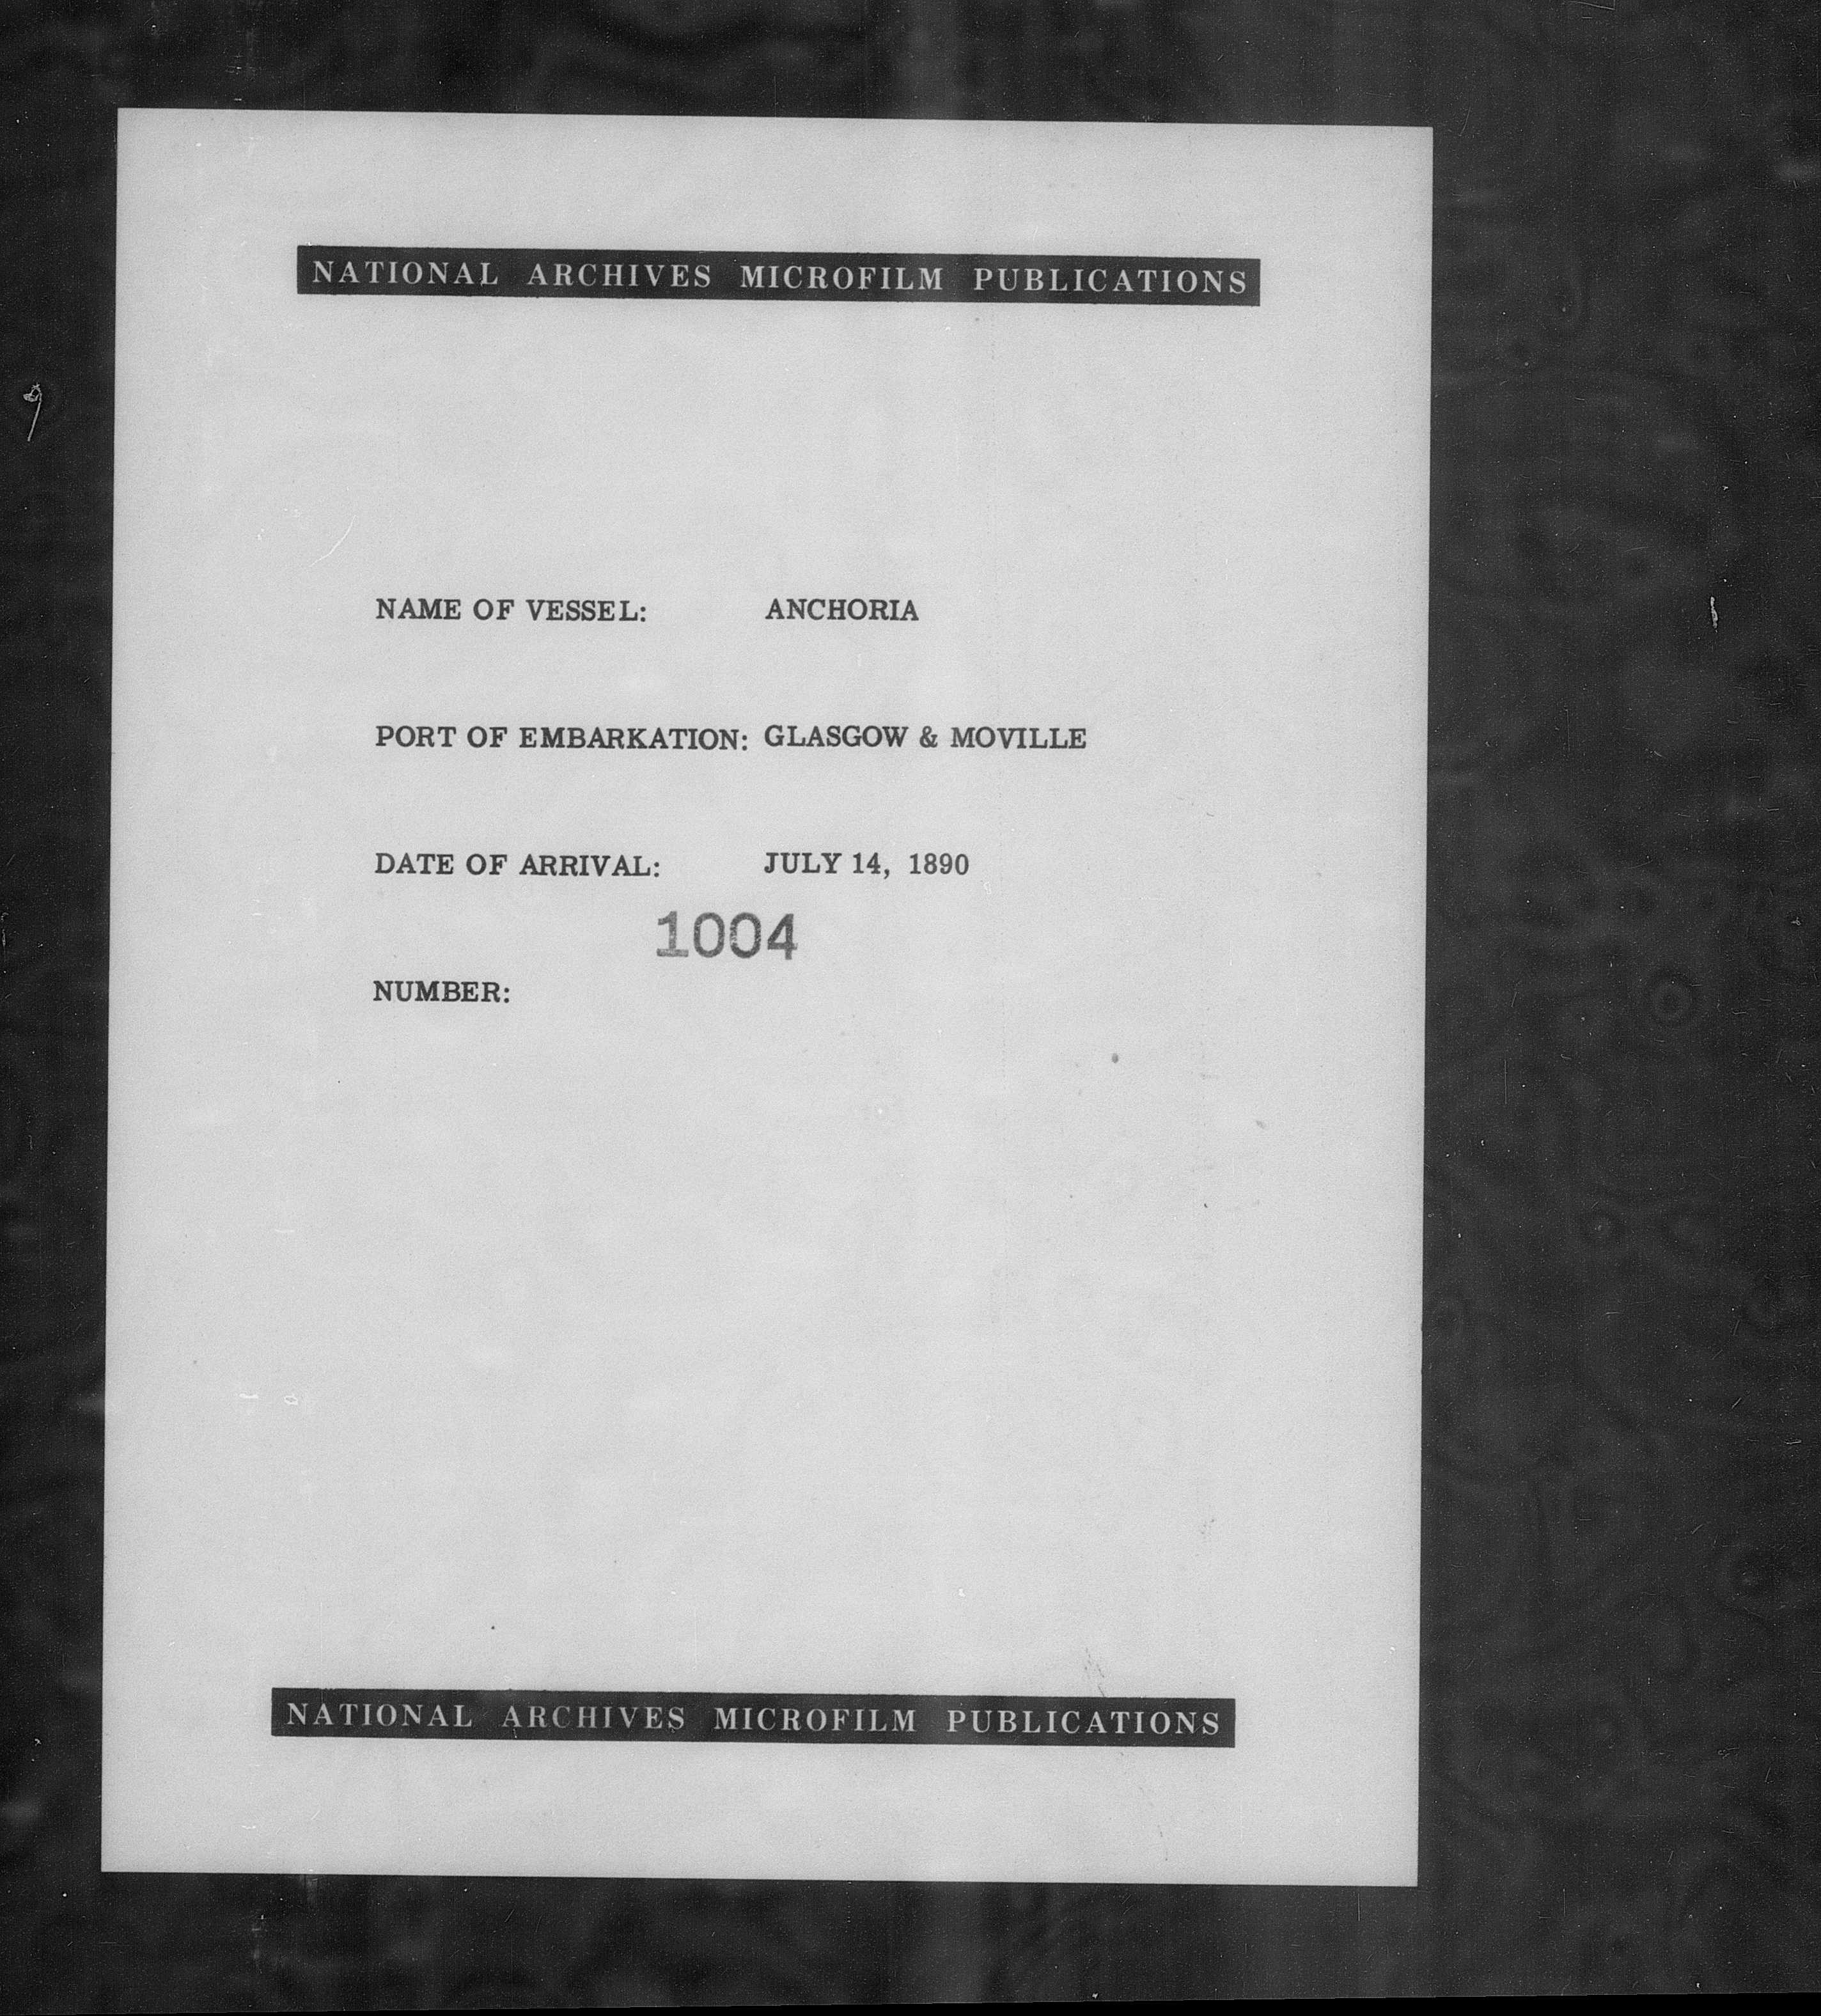 NATIONAL ARCHIVES MICROFILM PUBLICATIONS
NAME OF VESSEL: ANCHORIA
PORT OF EMBARKATION: GLASGOW & MOVILLE
DATE OF ARRIVAL: JULY 14, 1890
1004
NUMBER:
NATIONAL ARCHIVES MICROFILM PUBLICATIONS